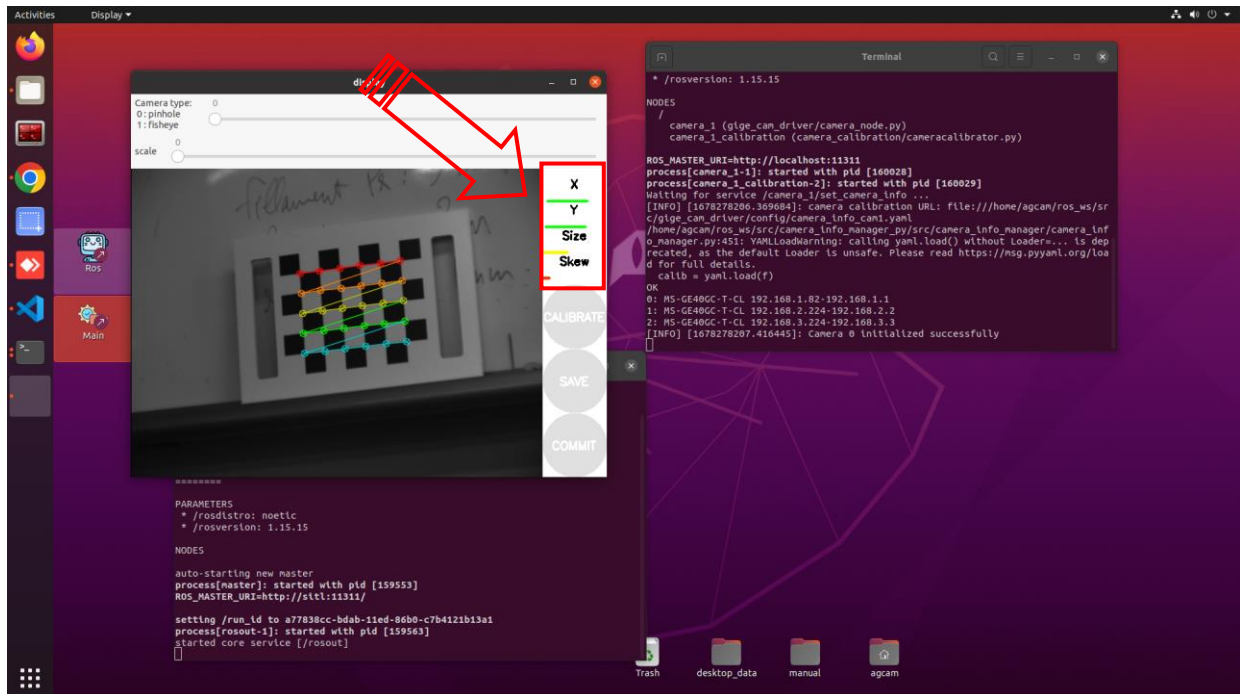 Activities
Display
display
Camera type:
0 : pinhole
1 : fisheye
0
scale
0
fillament
X
Y
Size
Skew
CALIBRATE
SAVE
COMMIT
Ros
Main
Terminal
* /rosversion: 1.15.15
NODES
/
camera_1 (gige_cam_driver/camera_node.py)
camera_1_calibration (camera_calibration/cameracalibrator.py)
ROS_MASTER_URI=http://localhost:11311
process[camera_1-1]: started with pid [160028]
process[camera_1_calibration-2]: started with pid [160029]
Waiting for service /camera_1/set_camera_info ...
[INFO] [1678278206.369684]: camera calibration URL: file:///home/agcam/ros_ws/sr
c/gige_cam_driver/config/camera_info_cam1.yaml
/home/agcam/ros_ws/src/camera_info_manager_py/src/camera_info_manager/camera_inf
o_manager.py:451: YAMLLoadWarning: calling yaml.load() without Loader=... is dep
recated, as the default Loader is unsafe. Please read https://msg.pyyaml.org/loa
d for full details.
calib = yaml.load(f)
OK
0: MS-GE40GC-T-CL 192.168.1.82-192.168.1.1
1: MS-GE40GC-T-CL 192.168.2.224-192.168.2.2
2: MS-GE40GC-T-CL 192.168.3.224-192.168.3.3
[INFO] [1678278207.416445]: Camera 0 initialized successfully
========
PARAMETERS
* /rosdistro: noetic
* /rosversion: 1.15.15
NODES
auto-starting new master
process[master]: started with pid [159553]
ROS_MASTER_URI=http://sitl:11311/
setting /run_id to a77838cc-bdab-11ed-86b0-c7b4121b13a1
process[rosout-1]: started with pid [159563]
started core service [/rosout]
Trash
desktop_data
manual
agcam